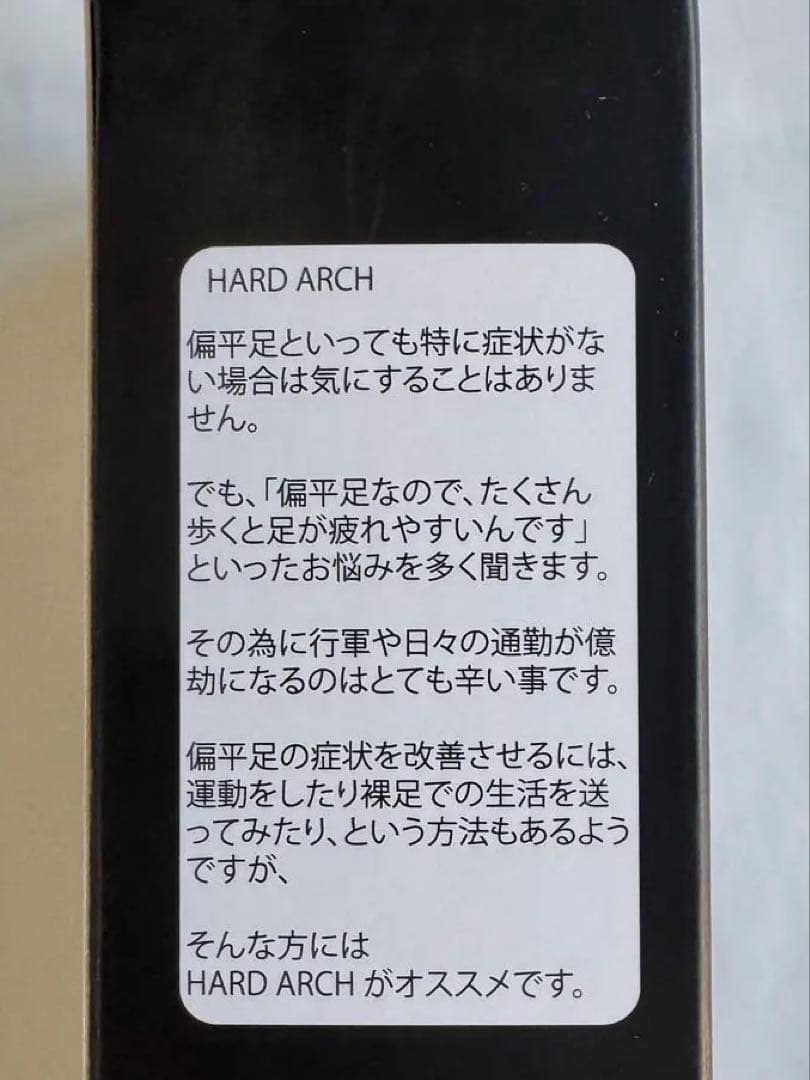 HARD ARCH
偏平足といっても特に症状がな
い場合は気にすることはありま
せん。
でも、「偏平足なので、たくさん
歩くと足が疲れやすいんです」
といったお悩みを多く聞きます。
その為に行軍や日々の通勤が億
劫になるのはとても辛い事です。
偏平足の症状を改善させるには、
運動をしたり裸足での生活を送
ってみたり、という方法もあるよう
ですが、
そんな方には
HARD ARCH がオススメです。